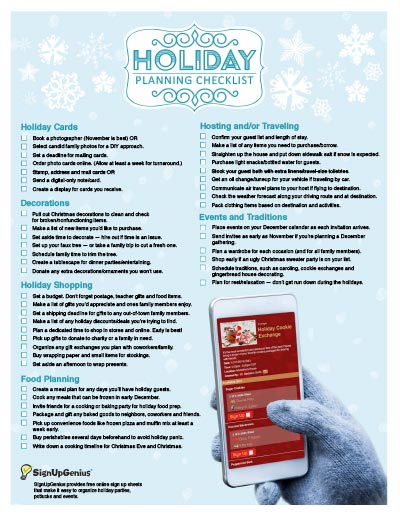 HOLIDAY
PLANNING CHECKLIST
Holiday Cards
Book a photographer (November is best) OR
Select candid family photos for a DIY approach.
Set a deadline for mailing cards.
Order photo cards online. (Allow at least a week for turnaround.)
Stamp, address and mail cards OR
Send a digital-only note/card.
Create a display for cards you receive.
Decorations
Pull out Christmas decorations to clean and check
for broken/nonfunctioning items.
Make a list of new items you'd like to purchase.
Set aside time to decorate — hire out if time is an issue.
Set up your faux tree — or take a family trip to cut a fresh one.
Schedule family time to trim the tree.
Create a tablescape for dinner parties/entertaining.
Donate any extra decorations/ornaments you won't use.
Holiday Shopping
Set a budget. Don't forget postage, teacher gifts and food items.
Make a list of gifts you'd appreciate and ones family members enjoy.
Set a shipping deadline for gifts to any out-of-town family members.
Make a list of any holiday discounts/deals you're trying to find.
Plan a dedicated time to shop in stores and online. Early is best!
Pick up gifts to donate to charity or a family in need.
Organize any gift exchanges you plan with coworkers/family.
Buy wrapping paper and small items for stockings.
Set aside an afternoon to wrap presents.
Food Planning
Create a meal plan for any days you'll have holiday guests.
Cook any meals that can be frozen in early December.
Invite friends for a cooking or baking party for holiday food prep.
Package and gift any baked goods to neighbors, coworkers and friends.
Pick up convenience foods like frozen pizza and muffin mix at least a
week early.
Buy perishables several days beforehand to avoid holiday panic.
Write down a cooking timeline for Christmas Eve and Christmas.
SignUpGenius
SignUpGenius provides free online sign up sheets
that make it easy to organize holiday parties,
potlucks and events.
Hosting and/or Traveling
Confirm your guest list and length of stay.
Make a list of any items you need to purchase/borrow.
Straighten up the house and put down sidewalk salt if snow is expected.
Purchase light snacks/bottled water for guests.
Stock your guest bath with extra linens/travel-size toiletries.
Get an oil change/tuneup for your vehicle if traveling by car.
Communicate air travel plans to your host if flying to destination.
Check the weather forecast along your driving route and at destination.
Pack clothing items based on destination and activities.
Events and Traditions
Place events on your December calendar as each invitation arrives.
Send invites as early as November if you're planning a December
gathering.
Plan a wardrobe for each occasion (and for all family members).
Shop early if an ugly Christmas sweater party is on your list.
Schedule traditions, such as caroling, cookie exchanges and
gingerbread house decorating.
Plan for rest/relaxation — don't get run down during the holidays.
Holiday Cookie
Exchange
Sign Up
Sign Up